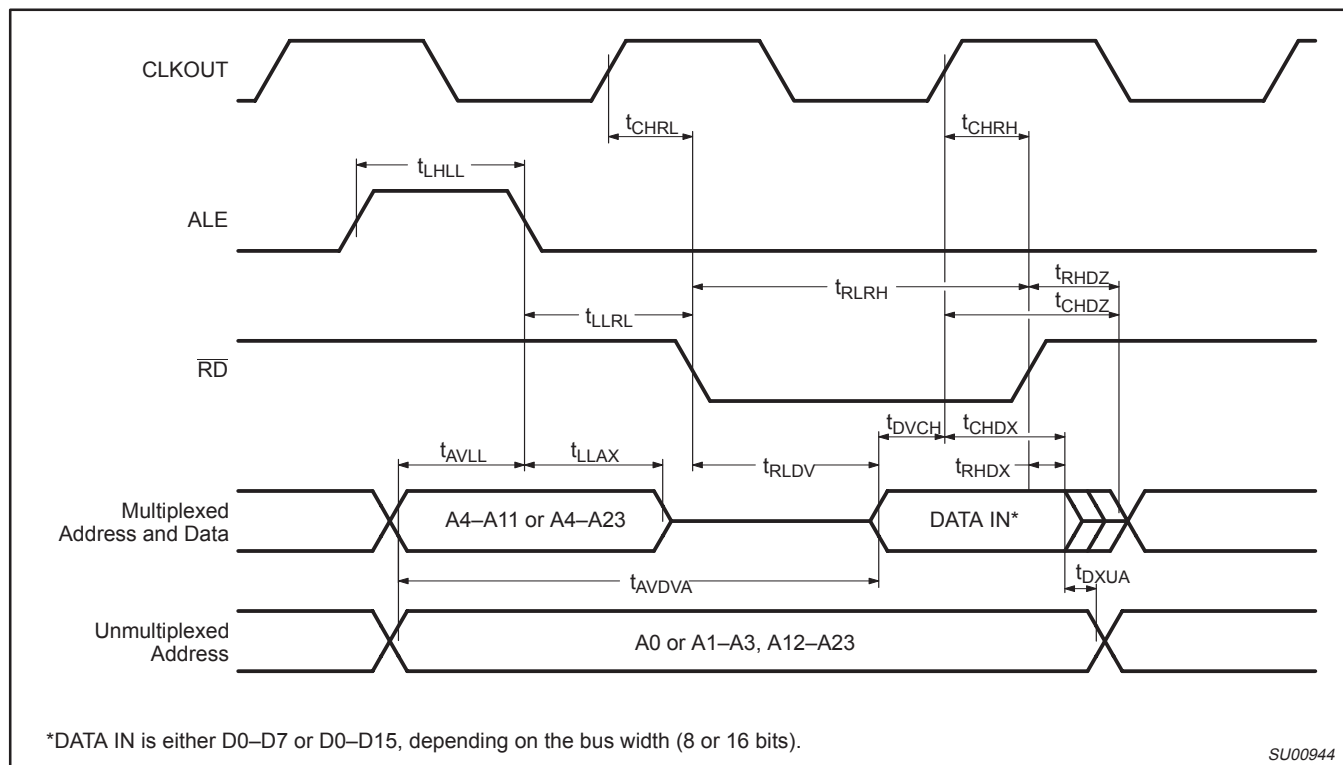 CLKOUT
tCHRL
tCHRH
tLHLL
ALE
tRHDZ
tRLRH
tCHDZ
tLLRL
RD
tDVCH
tCHDX
tAVLL
tLLAX
tRLDV
tRHDX
Multiplexed
Address and Data
A4–A11 or A4–A23
DATA IN*
tAVDVA
tDXUA
Unmultiplexed
Address
A0 or A1–A3, A12–A23
*DATA IN is either D0–D7 or D0–D15, depending on the bus width (8 or 16 bits).
SU00944